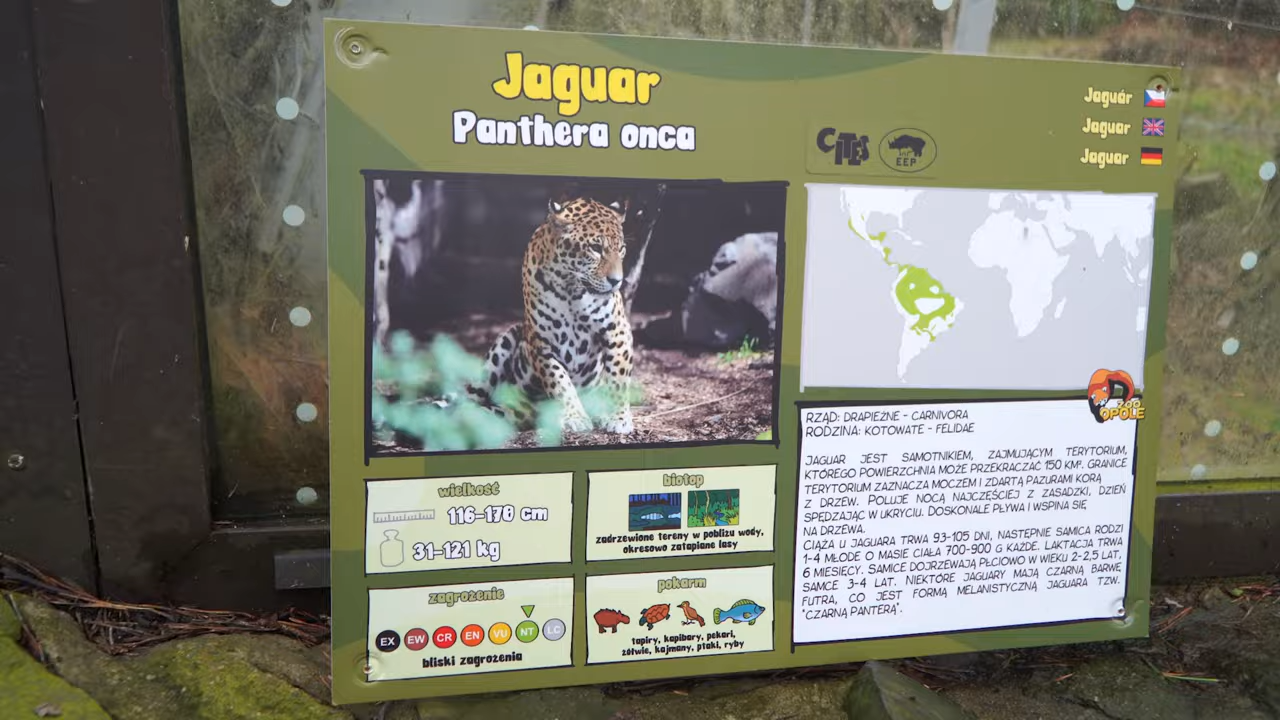 Jaguar
Panthera onca
CITES
EEP
Jaguár
Jaguar
Jaguar
wielkość
116-170 cm
31-121 kg
biotop
zadrzewione tereny w pobliżu wody,
okresowo zatapiane lasy
zagrożenie
EX EW CR EN VU NT LC
bliski zagrożenia
pokarm
tapiry, kapibary, pekari,
żółwie, kajmany, ptaki, ryby
ZOO
OPOLE
RZĄD: DRAPIEŻNE - CARNIVORA
RODZINA: KOTOWATE - FELIDAE
JAGUAR JEST SAMOTNIKIEM, ZAJMUJĄCYM TERYTORIUM,
KTÓREGO POWIERZCHNIA MOŻE PRZEKRACZAĆ 150 KM². GRANICE
TERYTORIUM ZAZNACZA MOCZEM I ZDARTĄ PAZURAMI KORĄ
Z DRZEW. POLUJE NOCĄ NAJCZĘŚCIEJ Z ZASADZKI, DZIEŃ
SPĘDZAJĄC W UKRYCIU. DOSKONALE PŁYWA I WSPINA SIĘ
NA DRZEWA.
CIĄŻA U JAGUARA TRWA 93-105 DNI, NASTĘPNIE SAMICA RODZI
1-4 MŁODE O MASIE CIAŁA 700-900 G KAŻDE. LAKTACJA TRWA
6 MIESIĘCY. SAMICE DOJRZEWAJĄ PŁCIOWO W WIEKU 2-2,5 LAT,
SAMCE 3-4 LAT. NIEKTÓRE JAGUARY MAJĄ CZARNĄ BARWĘ
FUTRA, CO JEST FORMĄ MELANISTYCZNĄ JAGUARA TZW.
"CZARNĄ PANTERĄ".